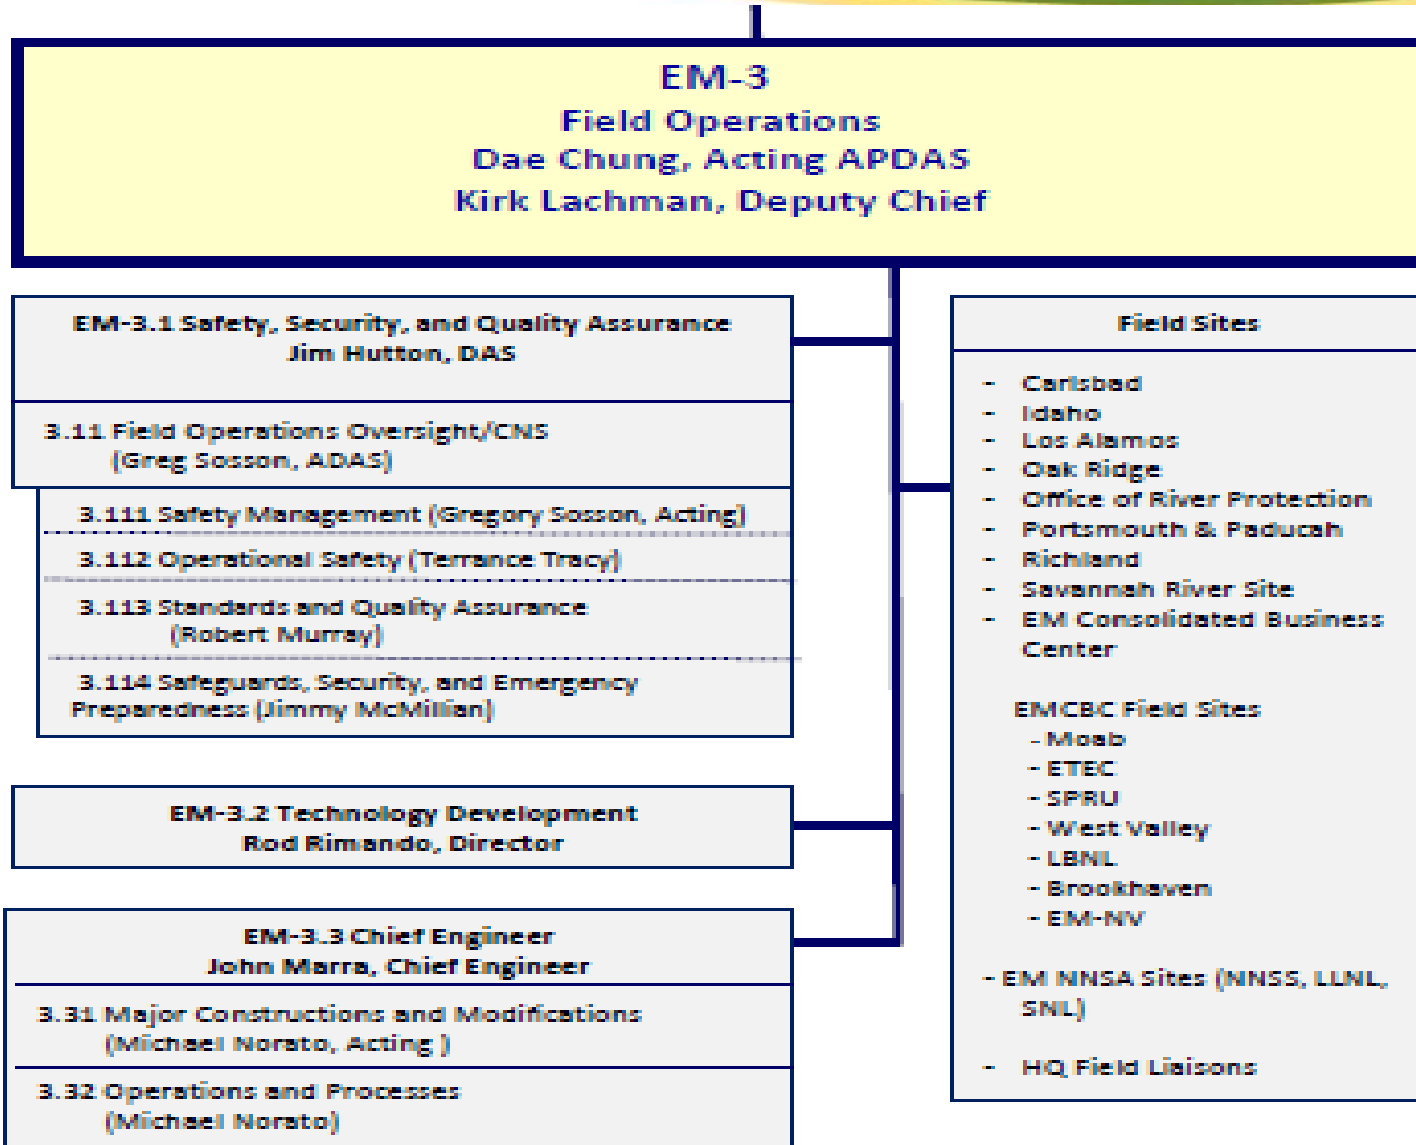 EM-3
Field Operations
Dae Chung, Acting APDAS
Kirk Lachman, Deputy Chief
EM-3.1 Safety, Security, and Quality Assurance
Jim Hutton, DAS
3.11 Field Operations Oversight/CNS
(Greg Sosson, ADAS)
3.111 Safety Management (Gregory Sosson, Acting)
3.112 Operational Safety (Terrance Tracy)
3.113 Standards and Quality Assurance
(Robert Murray)
3.114 Safeguards, Security, and Emergency
Preparedness (Jimmy McMillian)
EM-3.2 Technology Development
Rod Rimando, Director
EM-3.3 Chief Engineer
John Marra, Chief Engineer
3.31 Major Constructions and Modifications
(Michael Norato, Acting )
3.32 Operations and Processes
(Michael Norato)
Field Sites
- Carlsbad
- Idaho
- Los Alamos
- Oak Ridge
- Office of River Protection
- Portsmouth & Paducah
- Richland
- Savannah River Site
- EM Consolidated Business
Center
EMCBC Field Sites
- Moab
- ETEC
- SPRU
- West Valley
- LBNL
- Brookhaven
- EM-NV
- EM NNSA Sites (NNSS, LLNL,
SNL)
- HQ Field Liaisons